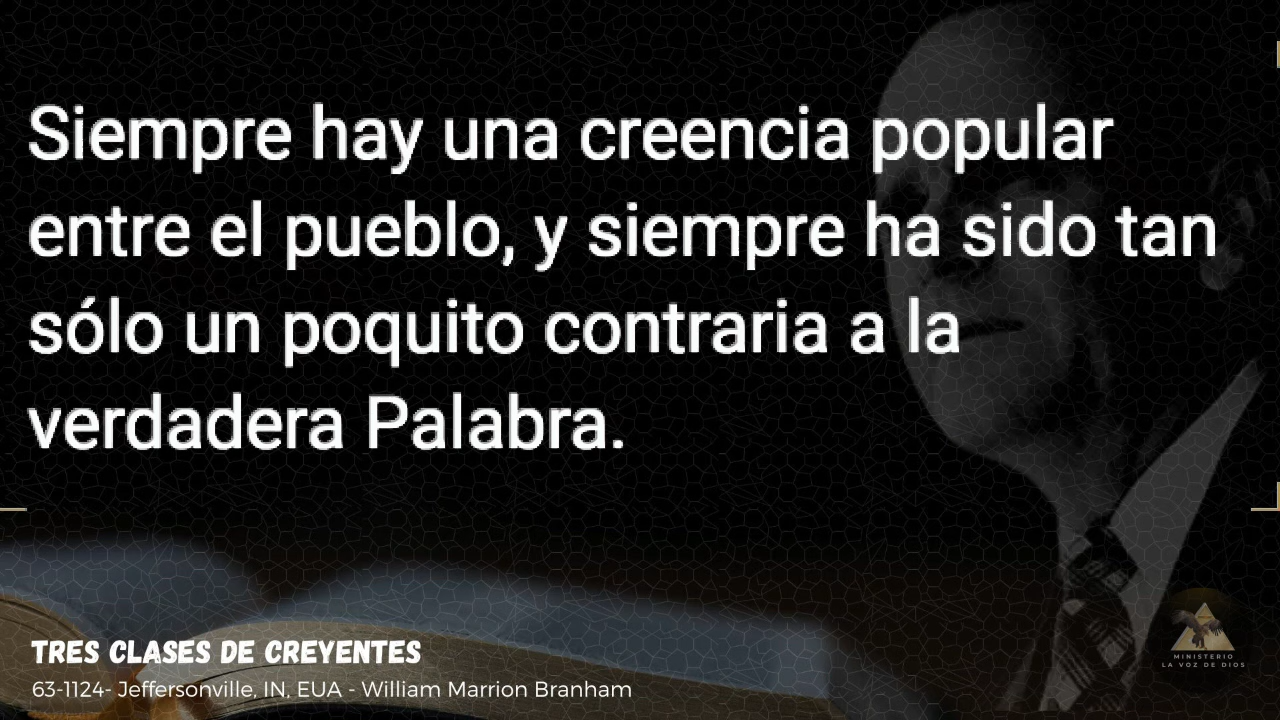 Siempre hay una creencia popular
entre el pueblo, y siempre ha sido tan
sólo un poquito contraria a la
verdadera Palabra.
TRES CLASES DE CREYENTES
63-1124- Jeffersonville, IN, EUA - William Marrion Branham
MINISTERIO
LA VOZ DE DIOS